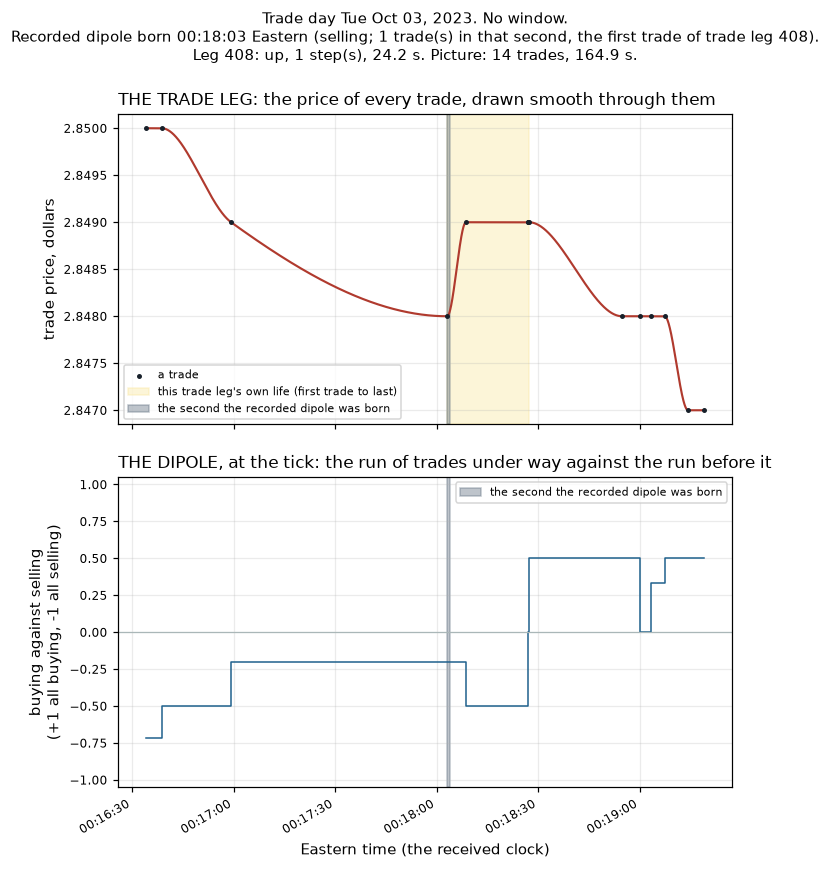 Trade day Tue Oct 03, 2023. No window.
Recorded dipole born 00:18:03 Eastern (selling; 1 trade(s) in that second, the first trade of trade leg 408).
Leg 408: up, 1 step(s), 24.2 s. Picture: 14 trades, 164.9 s.
THE TRADE LEG: the price of every trade, drawn smooth through them
2.8500
2.8495
2.8490
2.8485
2.8480
2.8475
2.8470
trade price, dollars
a trade
this trade leg's own life (first trade to last)
the second the recorded dipole was born
THE DIPOLE, at the tick: the run of trades under way against the run before it
1.00
0.75
0.50
0.25
0.00
−0.25
−0.50
−0.75
−1.00
buying against selling
(+1 all buying, -1 all selling)
the second the recorded dipole was born
00:16:30
00:17:00
00:17:30
00:18:00
00:18:30
00:19:00
Eastern time (the received clock)